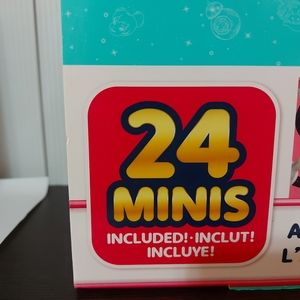 24
MINIS
INCLUDED!·INCLUT!
INCLUYE!
A
L'